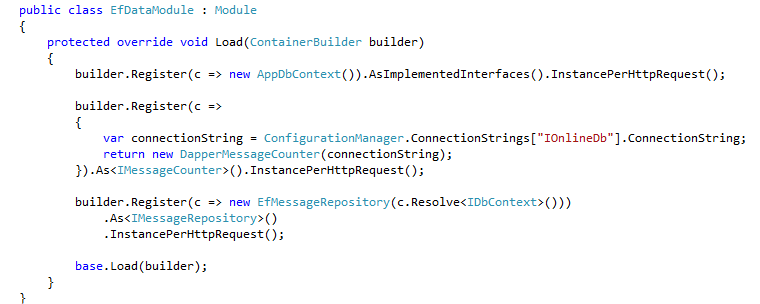 public class EfDataModule : Module
{
    protected override void Load(ContainerBuilder builder)
    {
        builder.Register(c => new AppDbContext()).AsImplementedInterfaces().InstancePerHttpRequest();

        builder.Register(c =>
        {
            var connectionString = ConfigurationManager.ConnectionStrings["IOnlineDb"].ConnectionString;
            return new DapperMessageCounter(connectionString);
        }).As<IMessageCounter>().InstancePerHttpRequest();

        builder.Register(c => new EfMessageRepository(c.Resolve<IDbContext>()))
            .As<IMessageRepository>()
            .InstancePerHttpRequest();

        base.Load(builder);
    }
}